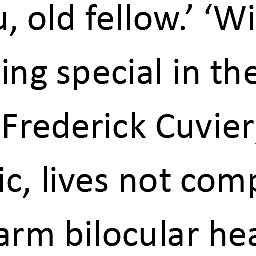 u, old fellow.’ ‘Wi
ing special in the
Frederick Cuvier,
ic, lives not comp
arm bilocular hea